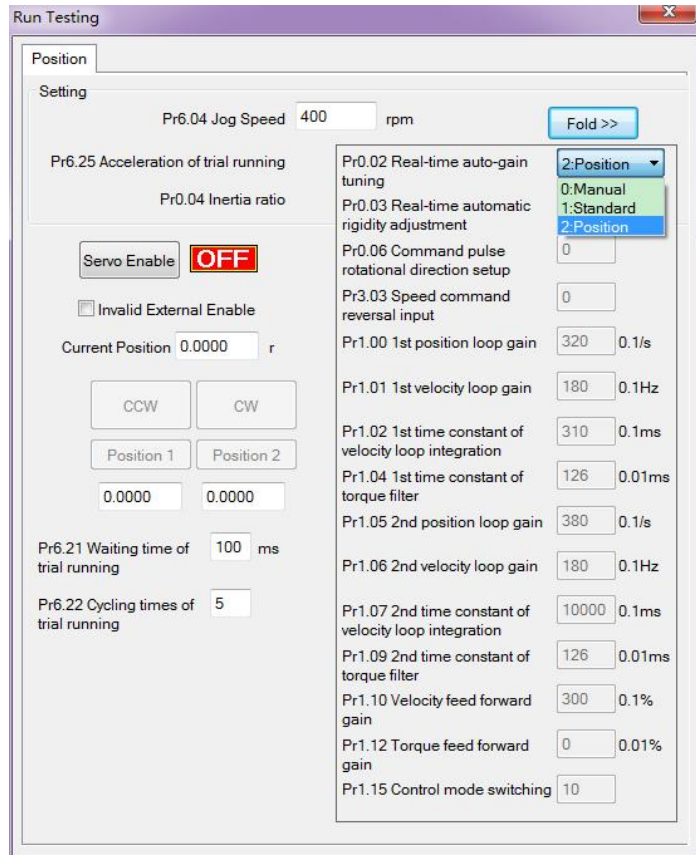 Run Testing
Position
Setting
Pr6.04 Jog Speed 400 rpm
Fold >>
Pr6.25 Acceleration of trial running
Pr0.04 Inertia ratio
Servo Enable OFF
Invalid External Enable
Current Position 0.0000 r
CCW CW
Position 1 Position 2
0.0000 0.0000
Pr6.21 Waiting time of 100 ms
trial running
Pr6.22 Cycling times of 5
trial running
Pr0.02 Real-time auto-gain 2:Position
tuning
0:Manual
1:Standard
2:Position
Pr0.03 Real-time automatic
rigidity adjustment
Pr0.06 Command pulse 0
rotational direction setup
Pr3.03 Speed command 0
reversal input
Pr1.00 1st position loop gain 320 0.1/s
Pr1.01 1st velocity loop gain 180 0.1Hz
Pr1.02 1st time constant of 310 0.1ms
velocity loop integration
Pr1.04 1st time constant of 126 0.01ms
torque filter
Pr1.05 2nd position loop gain 380 0.1/s
Pr1.06 2nd velocity loop gain 180 0.1Hz
Pr1.07 2nd time constant of 10000 0.1ms
velocity loop integration
Pr1.09 2nd time constant of 126 0.01ms
torque filter
Pr1.10 Velocity feed forward 300 0.1%
gain
Pr1.12 Torque feed forward 0 0.01%
gain
Pr1.15 Control mode switching 10